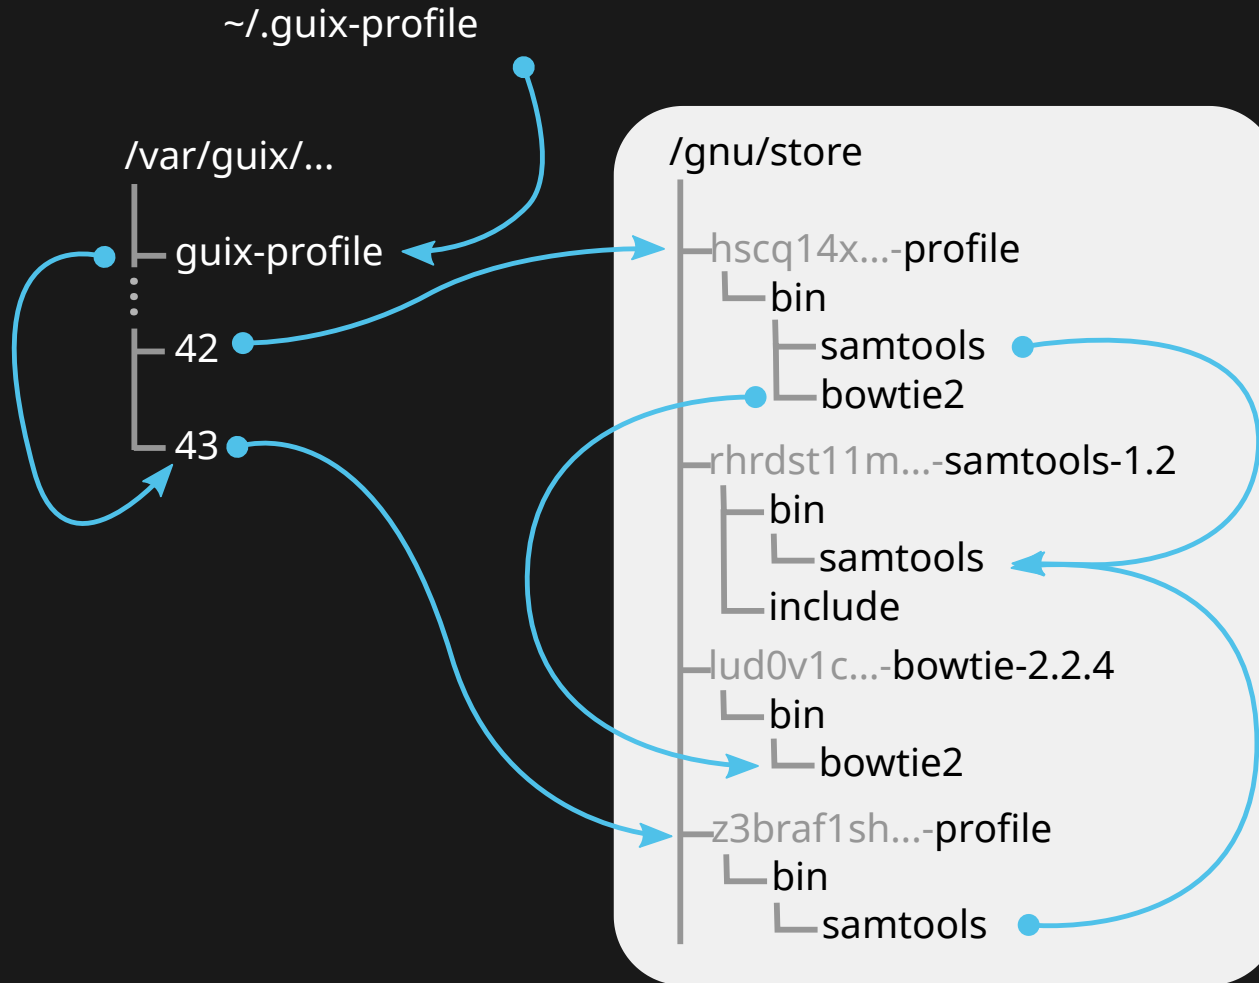 ~/.guix-profile
/var/guix/...
guix-profile
42
43
/gnu/store
hscq14x...-profile
bin
samtools
bowtie2
rhrdst11m...-samtools-1.2
bin
samtools
include
lud0v1c...-bowtie-2.2.4
bin
bowtie2
z3braf1sh...-profile
bin
samtools